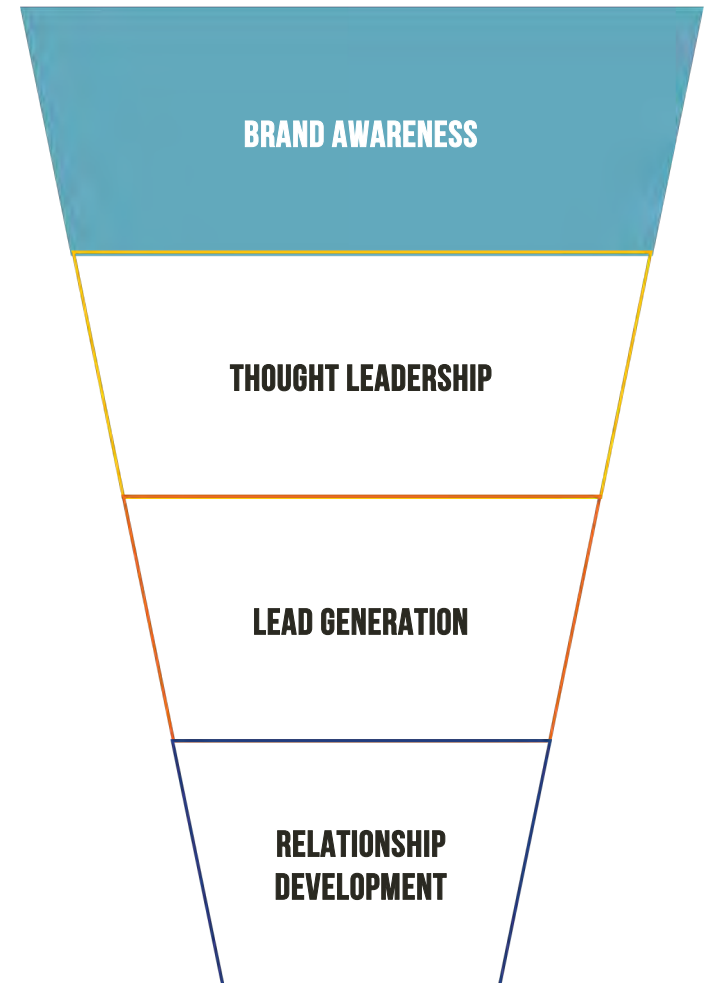 BRAND AWARENESS
THOUGHT LEADERSHIP
LEAD GENERATION
RELATIONSHIP
DEVELOPMENT